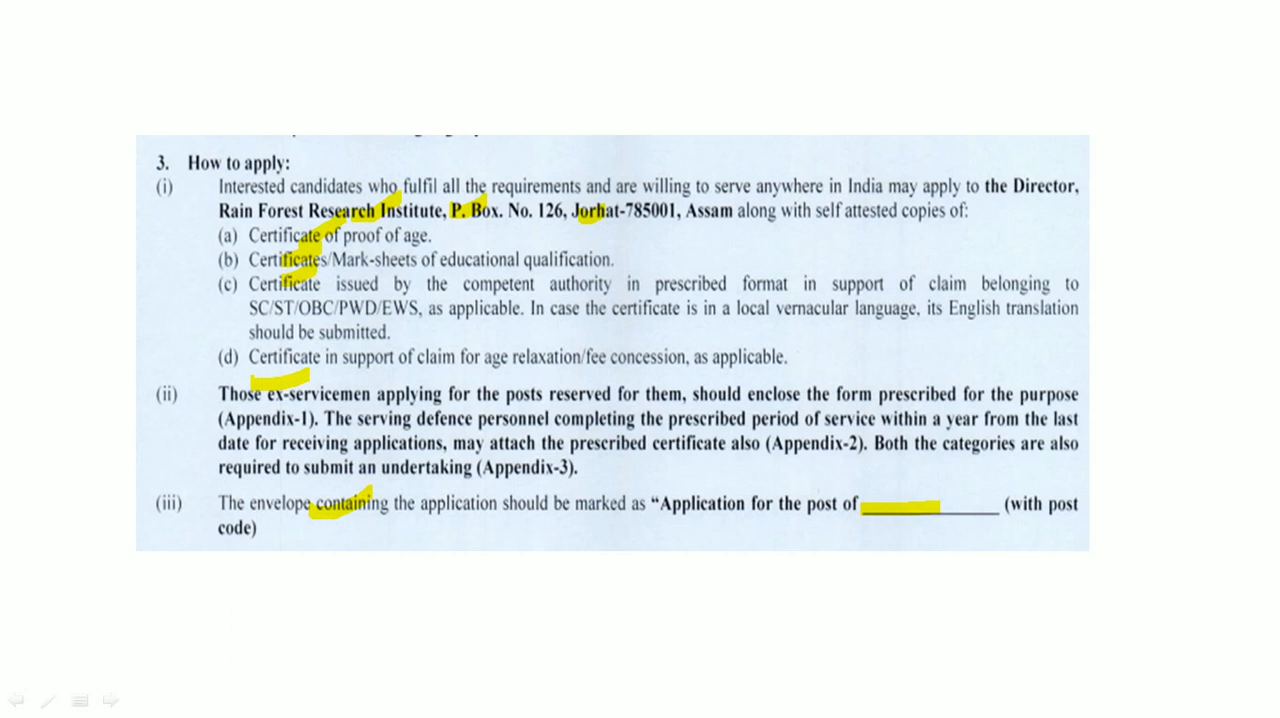 3. How to apply:
(i) Interested candidates who fulfil all the requirements and are willing to serve anywhere in India may apply to the Director,
Rain Forest Research Institute, P. Box. No. 126, Jorhat-785001, Assam along with self attested copies of:
(a) Certificate of proof of age.
(b) Certificates/Mark-sheets of educational qualification.
(c) Certificate issued by the competent authority in prescribed format in support of claim belonging to
SC/ST/OBC/PWD/EWS, as applicable. In case the certificate is in a local vernacular language, its English translation
should be submitted.
(d) Certificate in support of claim for age relaxation/fee concession, as applicable.
(ii) Those ex-servicemen applying for the posts reserved for them, should enclose the form prescribed for the purpose
(Appendix-1). The serving defence personnel completing the prescribed period of service within a year from the last
date for receiving applications, may attach the prescribed certificate also (Appendix-2). Both the categories are also
required to submit an undertaking (Appendix-3).
(iii) The envelope containing the application should be marked as “Application for the post of ____________ (with post
code)